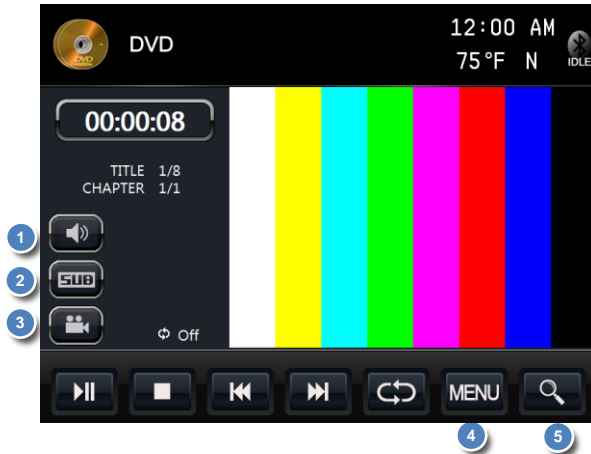 DVD
DVD
12:00 AM
75°F N
IDLE
00:00:08
TITLE 1/8
CHAPTER 1/1
1
2 SUB
3
Off
MENU
4
5